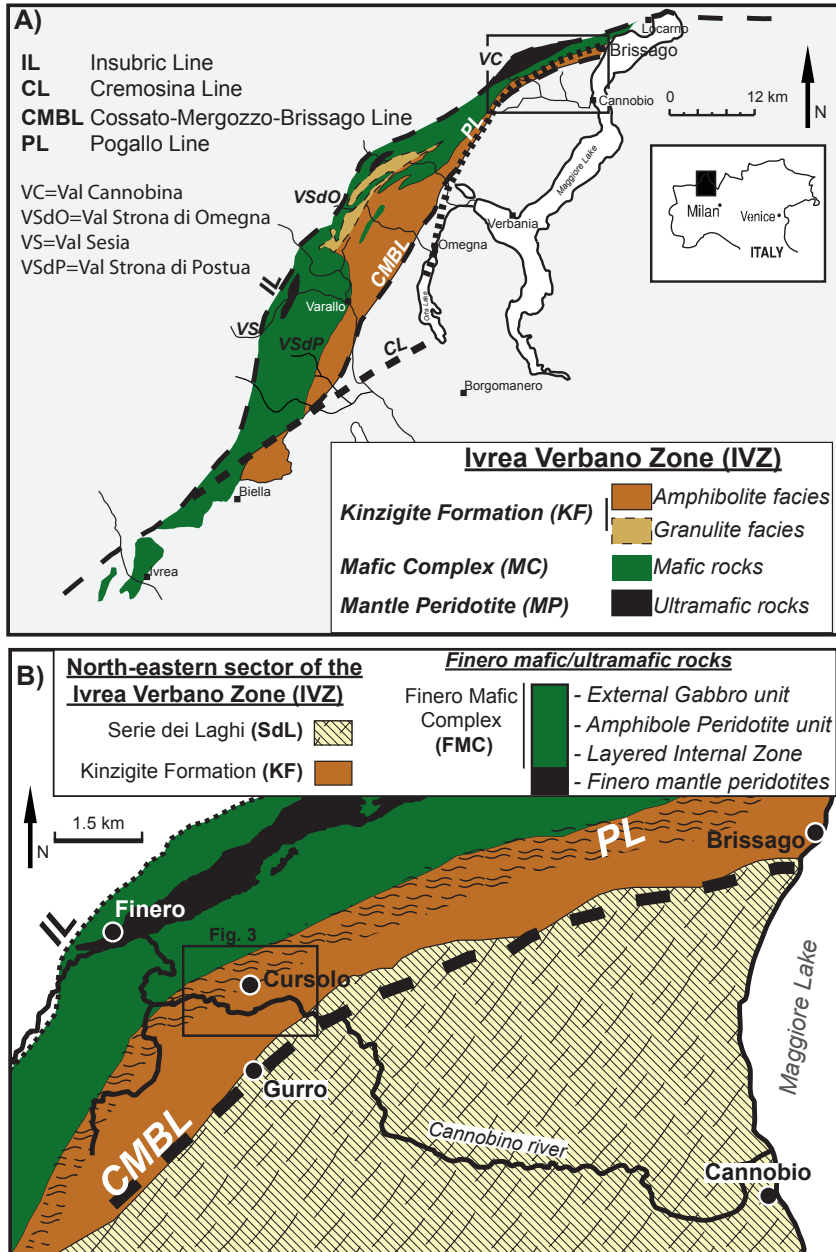 A)
IL Insubric Line
CL Cremosina Line
CMBL Cossato-Mergozzo-Brissago Line
PL Pogallo Line
VC=Val Cannobina
VSdO=Val Strona di Omegna
VS=Val Sesia
VSdP=Val Strona di Postua
Locarno
Brissago
VC
Cannobio
0 12 km
N
PL
Maggiore Lake
VSdO
Verbania
Omegna
Milan
Venice
ITALY
CMBL
IL
Orta Lake
Varallo
VS
VSdP
CL
Borgomanero
Biella
Ivrea
Ivrea Verbano Zone (IVZ)
Kinzigite Formation (KF)
Amphibolite facies
Granulite facies
Mafic Complex (MC)
Mafic rocks
Mantle Peridotite (MP)
Ultramafic rocks
B)
North-eastern sector of the
Ivrea Verbano Zone (IVZ)
Serie dei Laghi (SdL)
Kinzigite Formation (KF)
Finero mafic/ultramafic rocks
Finero Mafic
Complex
(FMC)
- External Gabbro unit
- Amphibole Peridotite unit
- Layered Internal Zone
- Finero mantle peridotites
1.5 km
N
PL
Brissago
IL
Finero
Fig. 3
Cursolo
Maggiore Lake
Gurro
CMBL
Cannobino river
Cannobio